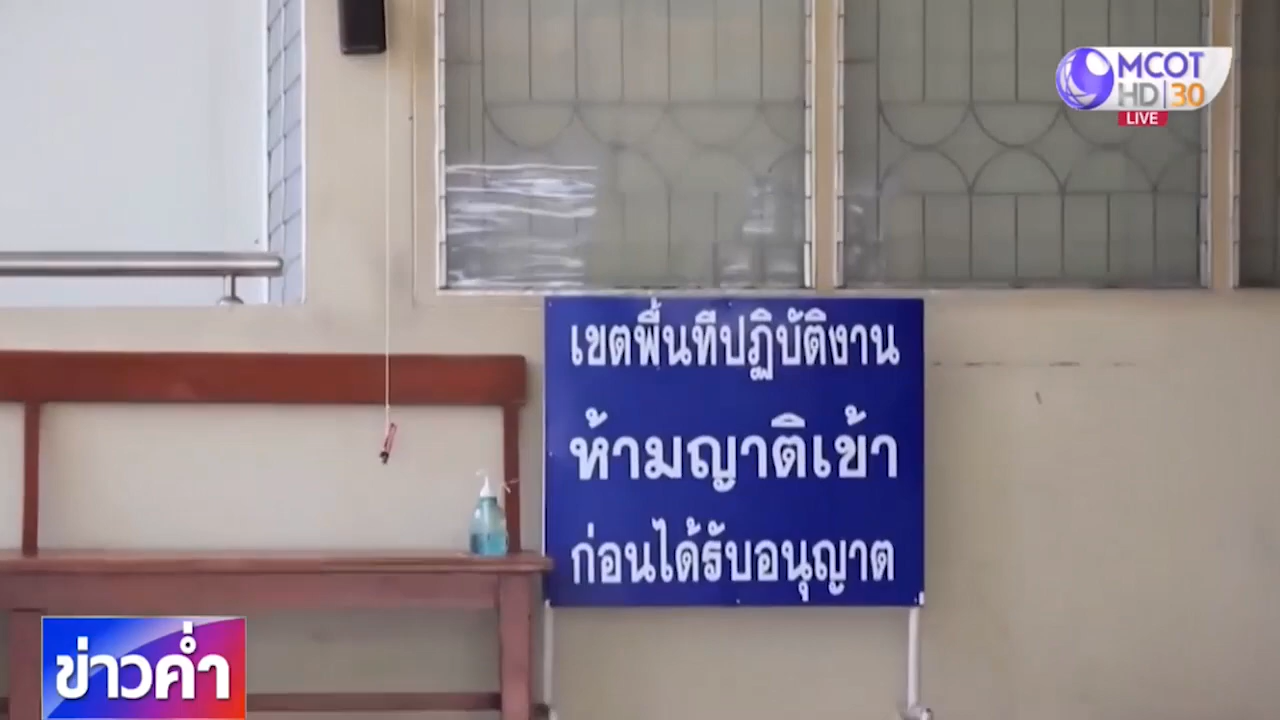 MCOT
HD 30
LIVE
เขตพื้นที่ปฏิบัติงาน
ห้ามญาติเข้า
ก่อนได้รับอนุญาต
ข่าวค่ำ